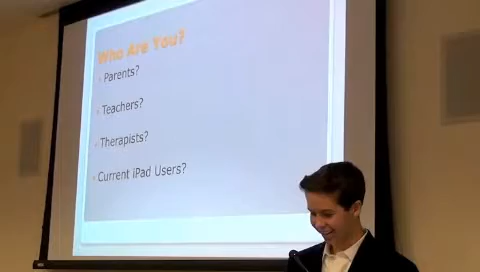 Who Are You?
Parents?
Teachers?
Therapists?
Current iPad Users?